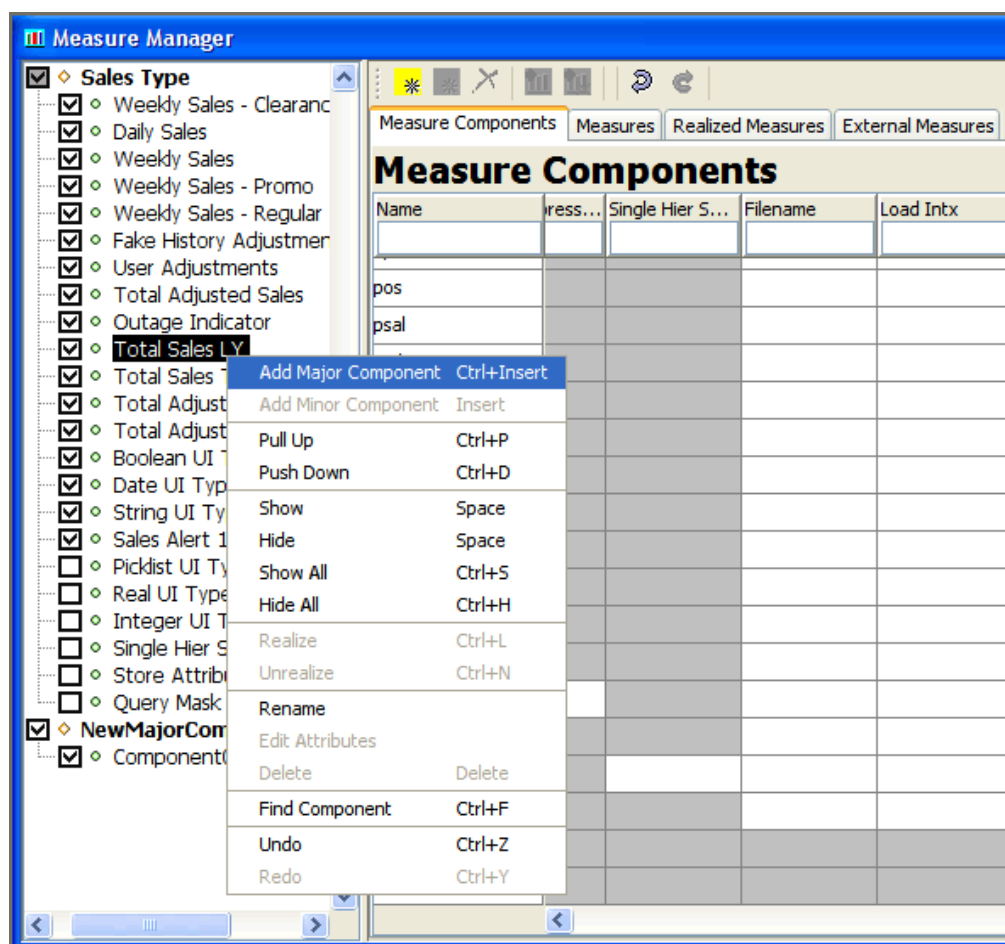 Measure Manager
Sales Type
Weekly Sales - Clearanc
Daily Sales
Weekly Sales
Weekly Sales - Promo
Weekly Sales - Regular
Fake History Adjustmen
User Adjustments
Total Adjusted Sales
Outage Indicator
Total Sales LY
Total Sales
Total Adjust
Total Adjust
Boolean UI
Date UI Typ
String UI Ty
Sales Alert 1
Picklist UI Ty
Real UI Type
Integer UI T
Single Hier S
Store Attribu
Query Mask
NewMajorCom
Component
Measure Components Measures Realized Measures External Measures
Measure Components
Name press... Single Hier S... Filename Load Intx
pos
psal
Add Major Component Ctrl+Insert
Add Minor Component Insert
Pull Up Ctrl+P
Push Down Ctrl+D
Show Space
Hide Space
Show All Ctrl+S
Hide All Ctrl+H
Realize Ctrl+L
Unrealize Ctrl+N
Rename
Edit Attributes
Delete Delete
Find Component Ctrl+F
Undo Ctrl+Z
Redo Ctrl+Y